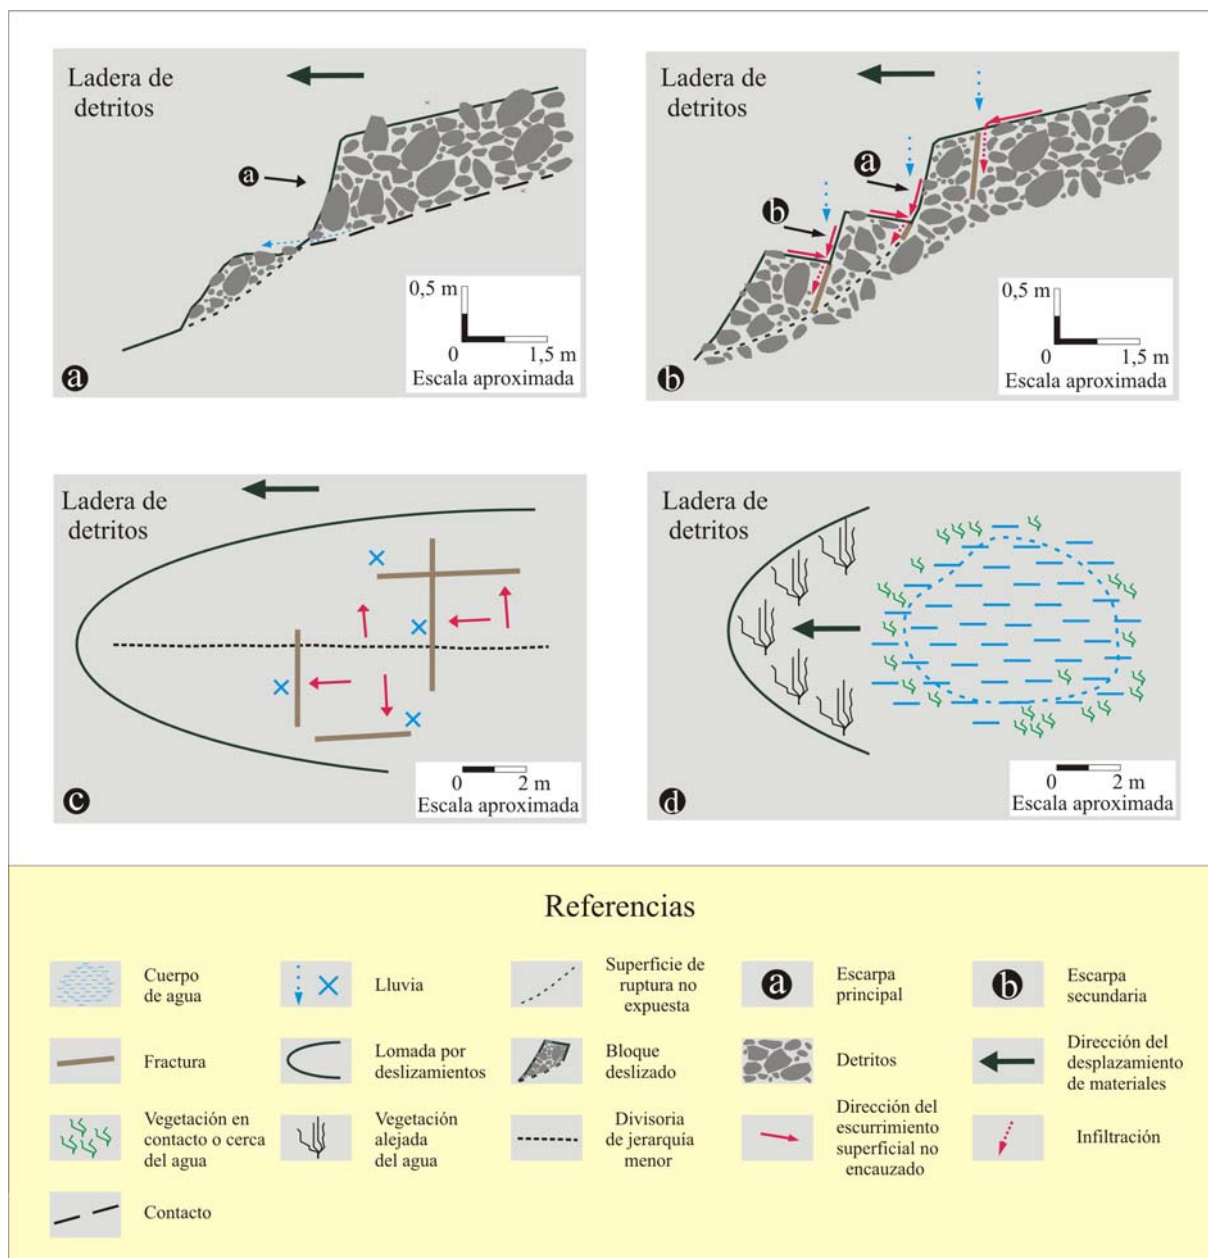 Ladera de
detritos
a
0,5 m
0
1,5 m
Escala aproximada
a
Ladera de
detritos
a
b
0,5 m
0
1,5 m
Escala aproximada
b
Ladera de
detritos
0
2 m
Escala aproximada
c
Ladera de
detritos
0
2 m
Escala aproximada
d
Referencias
Cuerpo
de agua
Lluvia
Superficie de
ruptura no
expuesta
a
Escarpa
principal
b
Escarpa
secundaria
Fractura
Lomada por
deslizamientos
Bloque
deslizado
Detritos
Dirección del
desplazamiento
de materiales
Vegetación en
contacto o cerca
del agua
Vegetación
alejada
del agua
Divisoria
de jerarquía
menor
Dirección del
escurrimiento
superficial no
encauzado
Infiltración
Contacto